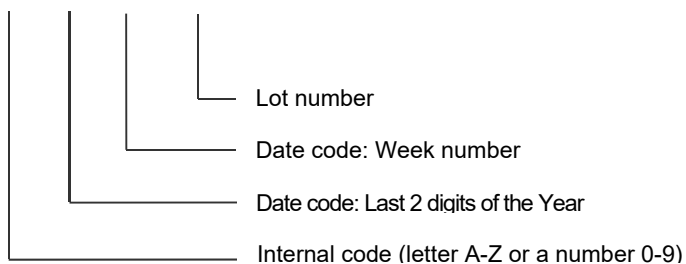 Lot number
Date code: Week number
Date code: Last 2 digits of the Year
Internal code (letter A-Z or a number 0-9)